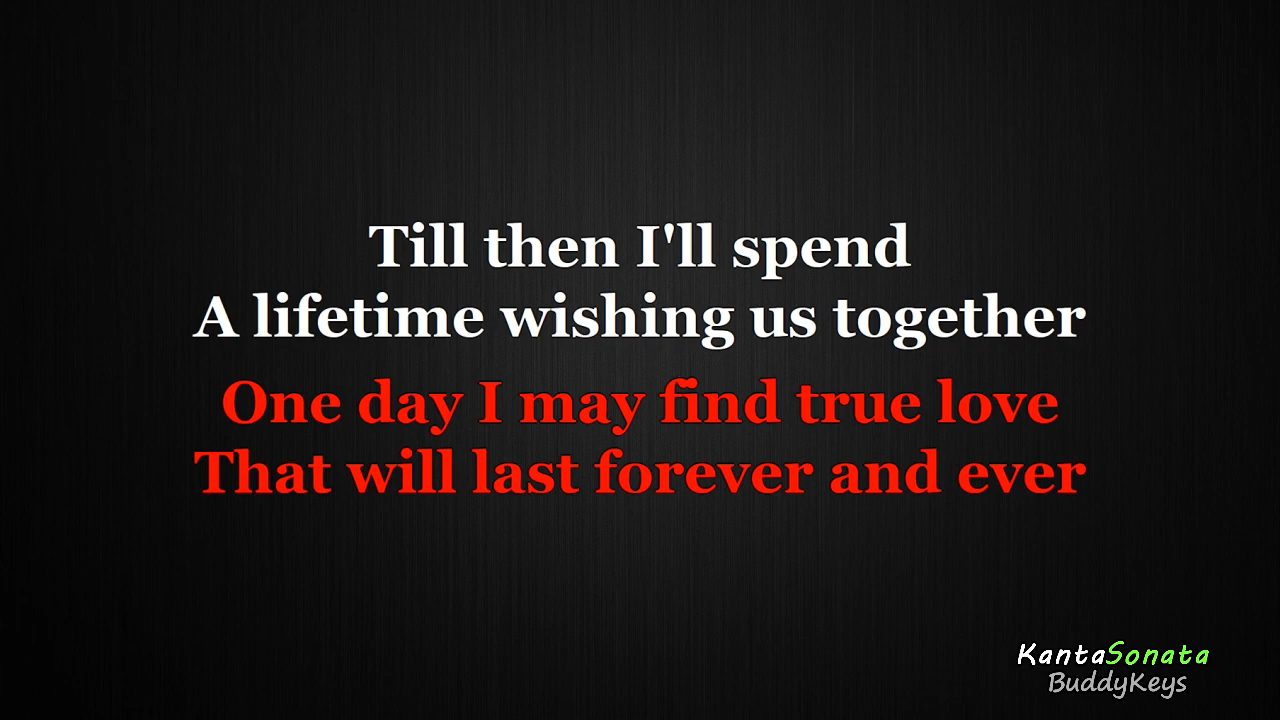 Till then I'll spend
A lifetime wishing us together
One day I may find true love
That will last forever and ever
KantaSonata
BuddyKeys